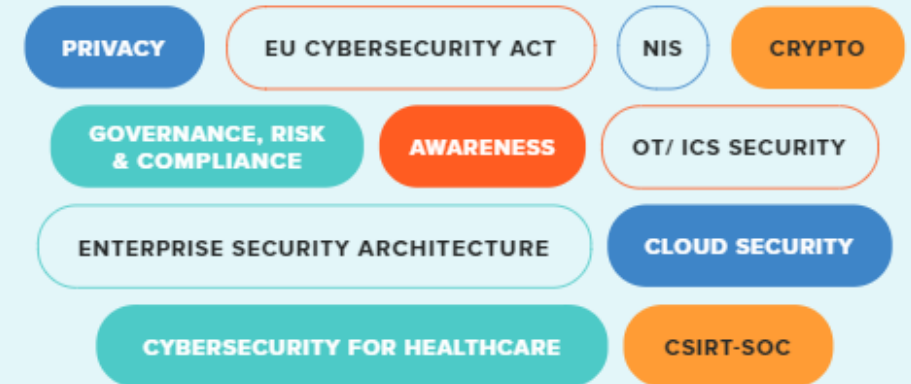 PRIVACY
EU CYBERSECURITY ACT
NIS
CRYPTO
GOVERNANCE, RISK
& COMPLIANCE
AWARENESS
OT/ ICS SECURITY
ENTERPRISE SECURITY ARCHITECTURE
CLOUD SECURITY
CYBERSECURITY FOR HEALTHCARE
CSIRT-SOC